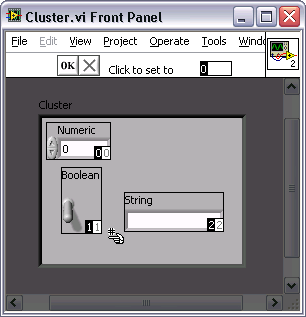 Cluster.vi Front Panel
File Edit View Project Operate Tools Windo
OK Click to set to 0
2
Cluster
Numeric
0 0 0
Boolean
1 1
String
2 2